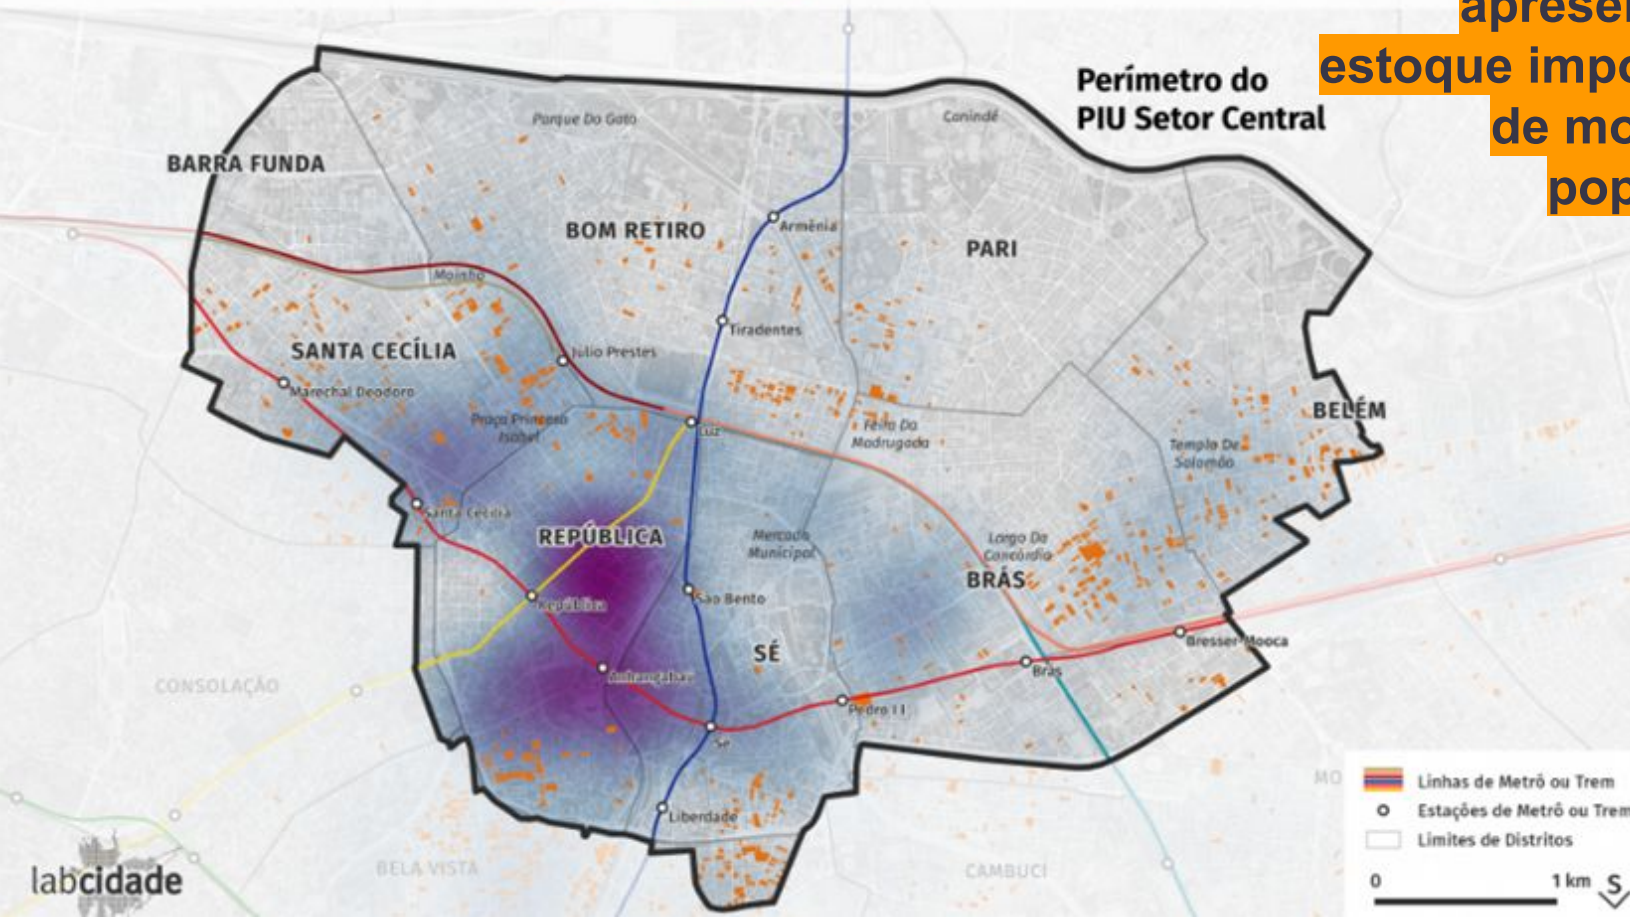 estoque
Perímetro do
PIU Setor Central
de
Parque Do Gato
Canindé
BARRA FUNDA
BOM RETIRO
Armênia
PARI
Moinho
Tiradentes
SANTA CECÍLIA
Júlio Prestes
Marechal Deodoro
Praça Princesa
Isabel
Luz
Feira Da
Madrugada
BELÉM
Templo De
Salomão
Santa Cecília
REPÚBLICA
Mercado
Municipal
Largo Da
Concórdia
BRÁS
República
São Bento
SÉ
Bresser-Mooca
Anhangabaú
Brás
CONSOLAÇÃO
Pedro II
Sé
Liberdade
BELA VISTA
CAMBUCI
MO
Linhas de Metrô ou Trem
Estações de Metrô ou Trem
Limites de Distritos
0 1 km S
labcidade